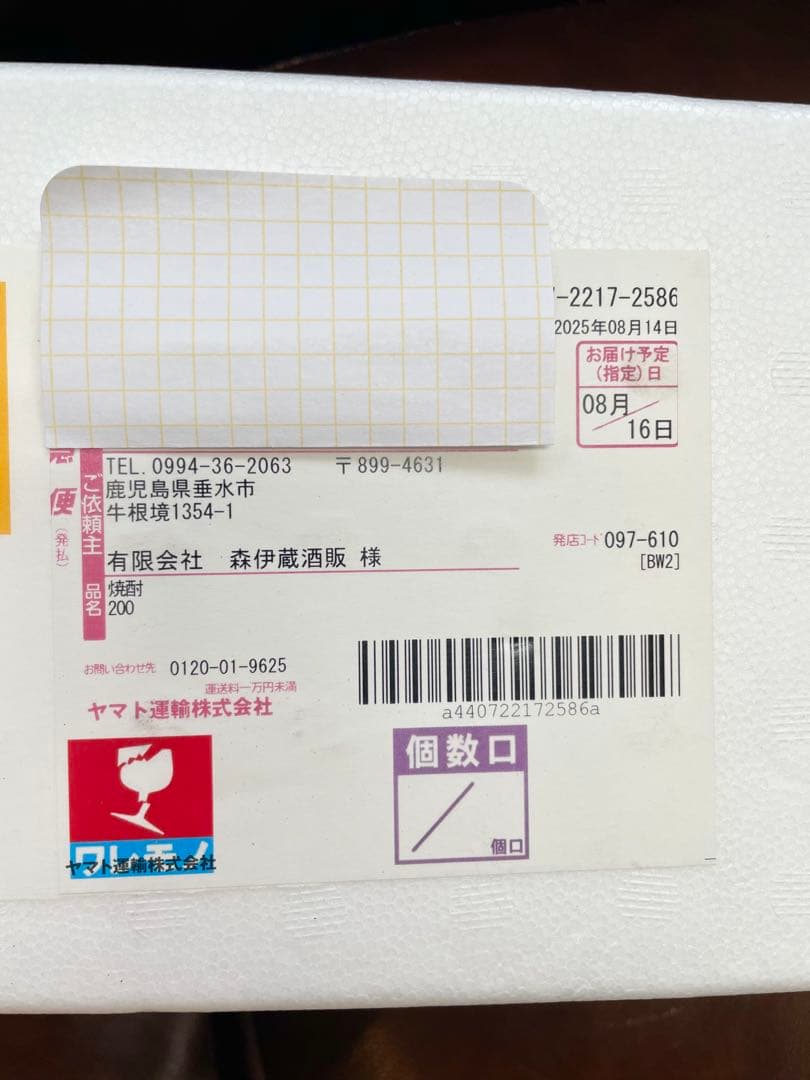 -2217-2586
2025年08月14日
お届け予定
(指定)日
08月
16日
便
(発払)
ご依頼主
TEL. 0994-36-2063 〒899-4631
鹿児島県垂水市
牛根境1354-1
有限会社 森伊蔵酒販 様
発店コード 097-610
[BW2]
品名
焼酎
200
お問い合わせ先 0120-01-9625
運送料一万円未満
ヤマト運輸株式会社
a440722172586a
個数口
個口
ワレモノ
ヤマト運輸株式会社